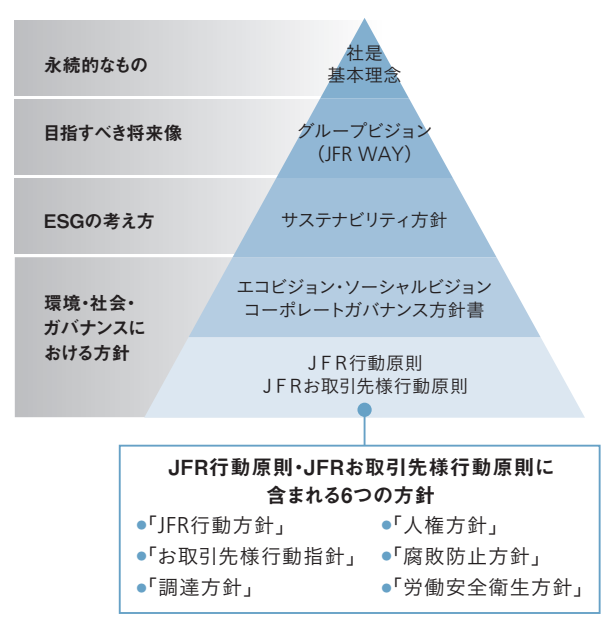 永続的なもの
社是
基本理念
目指すべき将来像
グループビジョン
（JFR WAY）
ESGの考え方
サステナビリティ方針
環境・社会・
ガバナンスに
おける方針
エコビジョン・ソーシャルビジョン
コーポレートガバナンス方針書
JFR行動原則
JFRお取引先様行動原則
JFR行動原則・JFRお取引先様行動原則に
含まれる6つの方針
●「JFR行動方針」
●「お取引先様行動指針」
●「調達方針」
●「人権方針」
●「腐敗防止方針」
●「労働安全衛生方針」